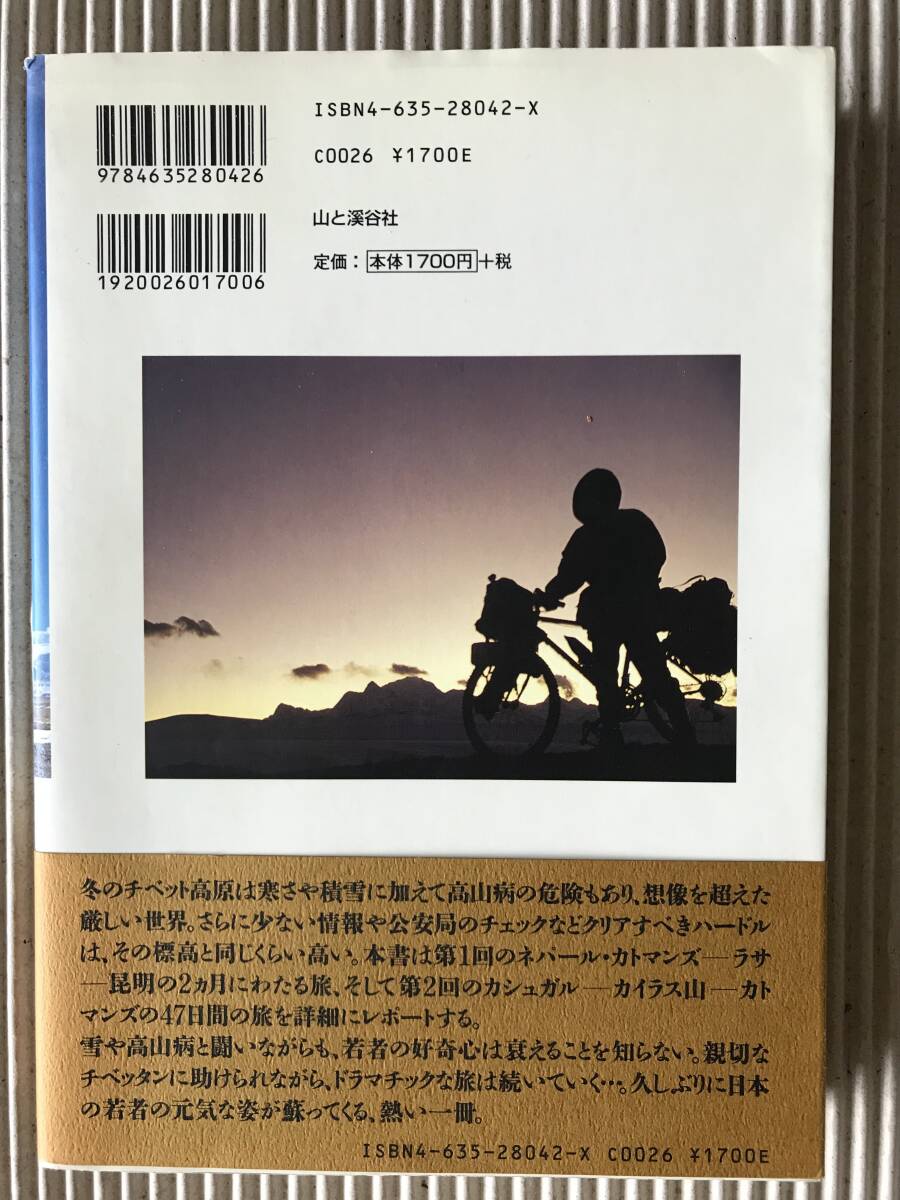 ISBN4-635-28042-X
9784635280426
C0026 ¥1700E
1920026017006
山と溪谷社
定価：本体1700円+税
冬のチベット高原は寒さや積雪に加えて高山病の危険もあり、想像を超えた
厳しい世界。さらに少ない情報や公安局のチェックなどクリアすべきハードル
は、その標高と同じくらい高い。本書は第1回のネパール・カトマンズ―ラサ
―昆明の2ヵ月にわたる旅、そして第2回のカシュガル―カイラス山―カト
マンズの47日間の旅を詳細にレポートする。
雪や高山病と闘いながらも、若者の好奇心は衰えることを知らない。親切な
チベッタンに助けられながら、ドラマチックな旅は続いていく…。久しぶりに日本
の若者の元気な姿が蘇ってくる、熱い一冊。
ISBN4-635-28042-X C0026 ¥1700E